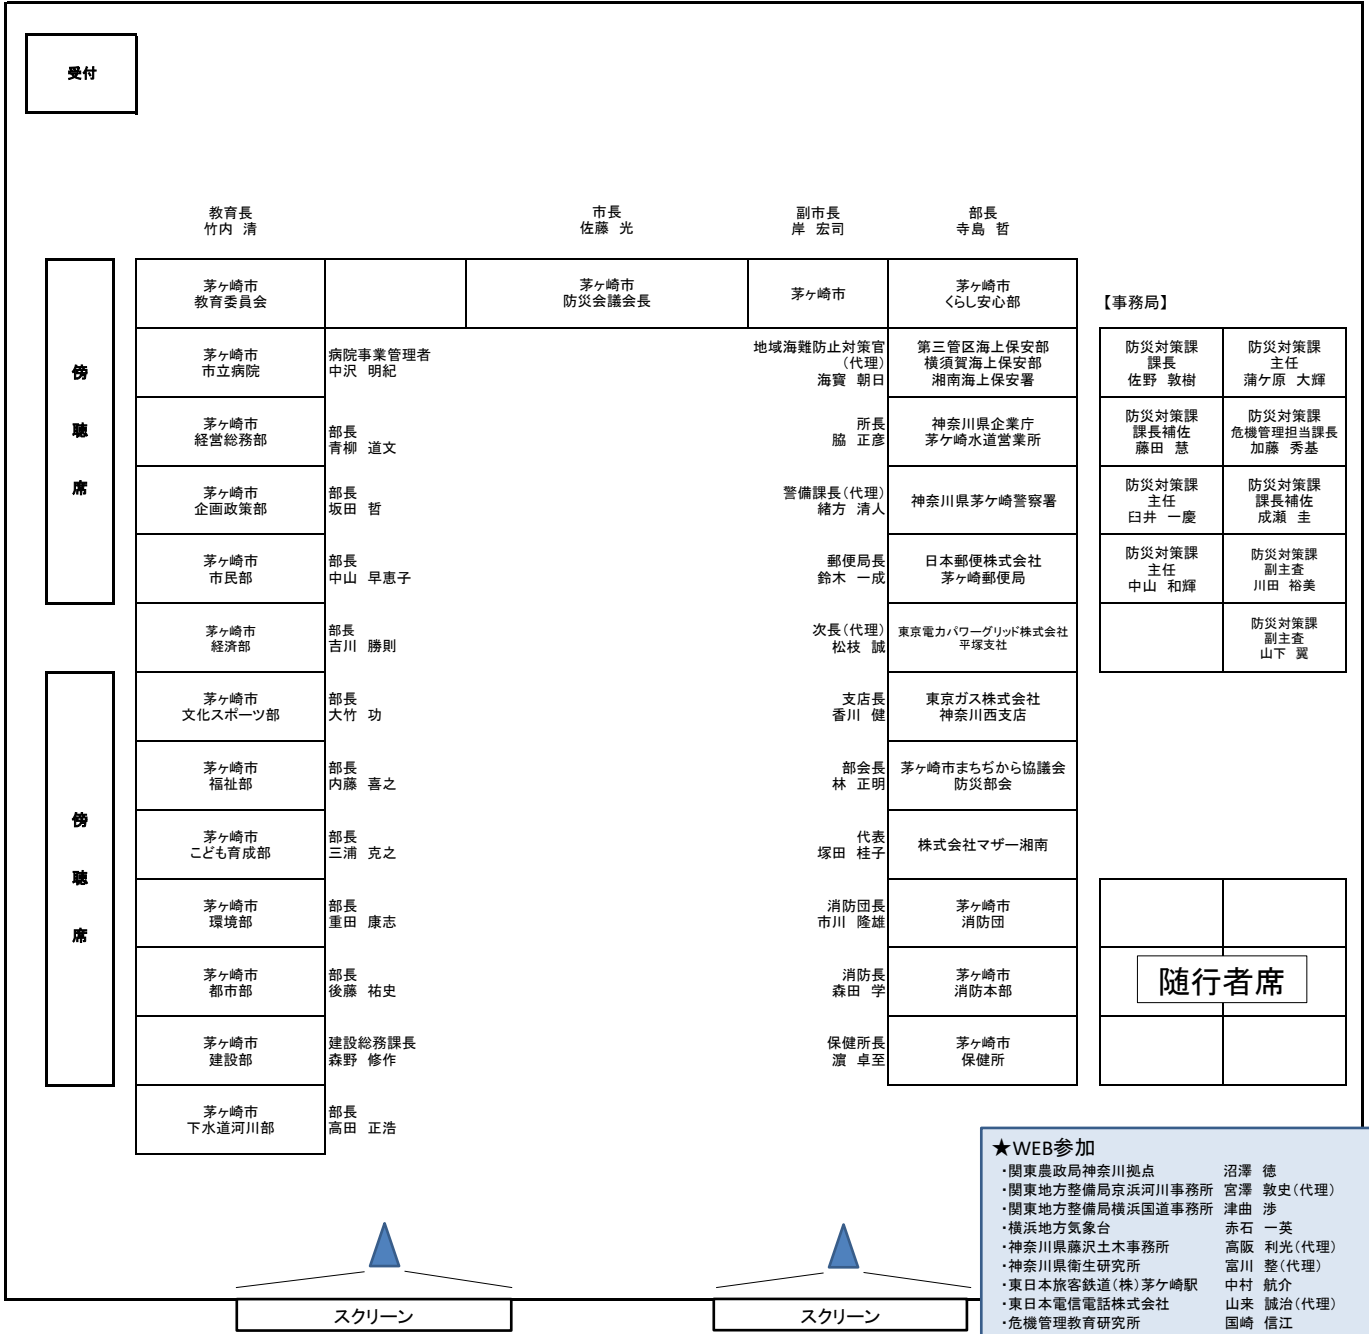 受付
教育長
竹内 清
市長
佐藤 光
副市長
岸 宏司
部長
寺島 哲
茅ヶ崎市
教育委員会
茅ヶ崎市
防災会議会長
茅ヶ崎市
茅ヶ崎市
くらし安心部
【事務局】
傍
聴
席
茅ヶ崎市
市立病院
病院事業管理者
中沢 明紀
地域海難防止対策官
(代理)
海寳 朝日
第三管区海上保安部
横須賀海上保安部
湘南海上保安署
防災対策課
課長
佐野 敦樹
防災対策課
主任
蒲ケ原 大輝
茅ヶ崎市
経営総務部
部長
青柳 道文
所長
脇 正彦
神奈川県企業庁
茅ケ崎水道営業所
防災対策課
課長補佐
藤田 慧
防災対策課
危機管理担当課長
加藤 秀基
茅ヶ崎市
企画政策部
部長
坂田 哲
警備課長(代理)
緒方 清人
神奈川県茅ケ崎警察署
防災対策課
主任
臼井 一慶
防災対策課
課長補佐
成瀬 圭
茅ヶ崎市
市民部
部長
中山 早恵子
郵便局長
鈴木 一成
日本郵便株式会社
茅ヶ崎郵便局
防災対策課
主任
中山 和輝
防災対策課
副主査
川田 裕美
茅ヶ崎市
経済部
部長
吉川 勝則
次長(代理)
松枝 誠
東京電力パワーグリッド株式会社
平塚支社
防災対策課
副主査
山下 翼
傍
聴
席
茅ヶ崎市
文化スポーツ部
部長
大竹 功
支店長
香川 健
東京ガス株式会社
神奈川西支店
茅ヶ崎市
福祉部
部長
内藤 喜之
部会長
林 正明
茅ヶ崎市まちぢから協議会
防災部会
茅ヶ崎市
こども育成部
部長
三浦 克之
代表
塚田 桂子
株式会社マザー湘南
茅ヶ崎市
環境部
部長
重田 康志
消防団長
市川 隆雄
茅ヶ崎市
消防団
茅ヶ崎市
都市部
部長
後藤 祐史
消防長
森田 学
茅ヶ崎市
消防本部
随行者席
茅ヶ崎市
建設部
建設総務課長
森野 修作
保健所長
濵 卓至
茅ヶ崎市
保健所
茅ヶ崎市
下水道河川部
部長
高田 正浩
★WEB参加
・関東農政局神奈川拠点 沼澤 徳
・関東地方整備局京浜河川事務所 宮澤 敦史(代理)
・関東地方整備局横浜国道事務所 津曲 渉
・横浜地方気象台 赤石 一英
・神奈川県藤沢土木事務所 高阪 利光(代理)
・神奈川県衛生研究所 富川 整(代理)
・東日本旅客鉄道(株)茅ケ崎駅 中村 航介
・東日本電信電話株式会社 山来 誠治(代理)
・危機管理教育研究所 国崎 信江
スクリーン
スクリーン